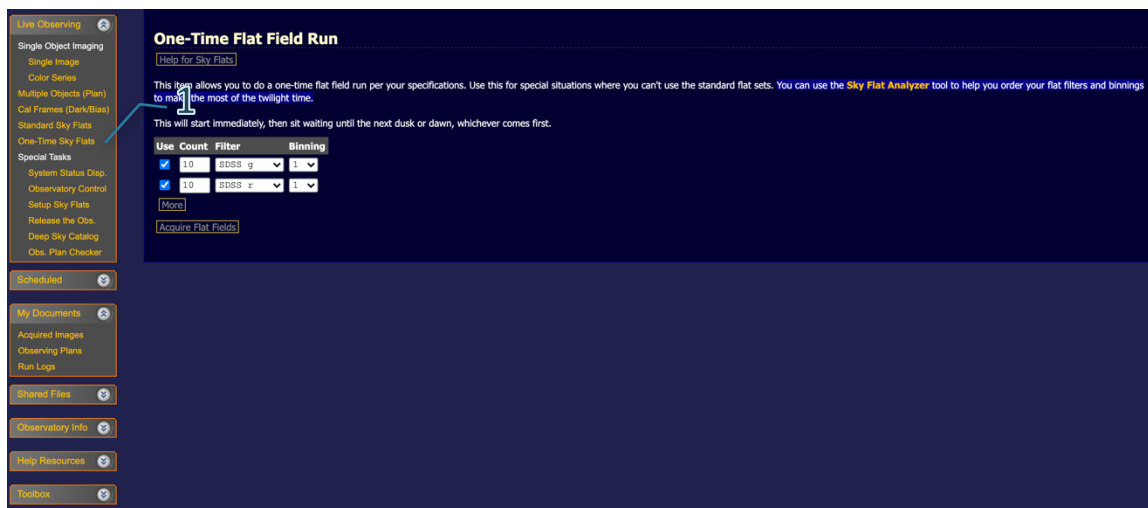 Live Observing
Single Object Imaging
Single Image
Color Series
Multiple Objects (Plan)
Cal Frames (Dark/Bias)
Standard Sky Flats
One-Time Sky Flats
Special Tasks
System Status Disp.
Observatory Control
Setup Sky Flats
Release the Obs.
Deep Sky Catalog
Obs. Plan Checker
Scheduled
My Documents
Acquired Images
Observing Plans
Run Logs
Shared Files
Observatory Info
Help Resources
Toolbox
One-Time Flat Field Run
Help for Sky Flats
This item allows you to do a one-time flat field run per your specifications. Use this for special situations where you can't use the standard flat sets. You can use the Sky Flat Analyzer tool to help you order your flat filters and binnings
to make the most of the twilight time.
1
This will start immediately, then sit waiting until the next dusk or dawn, whichever comes first.
Use Count Filter Binning
10 SDSS g 1
10 SDSS r 1
More
Acquire Flat Fields